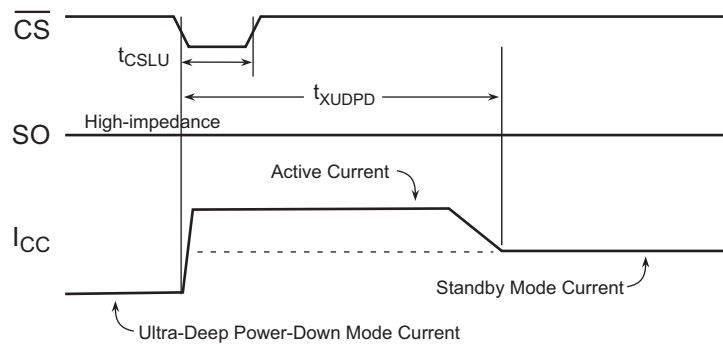 CS
tCSLU
tXUDPD
High-impedance
SO
Active Current
ICC
Standby Mode Current
Ultra-Deep Power-Down Mode Current